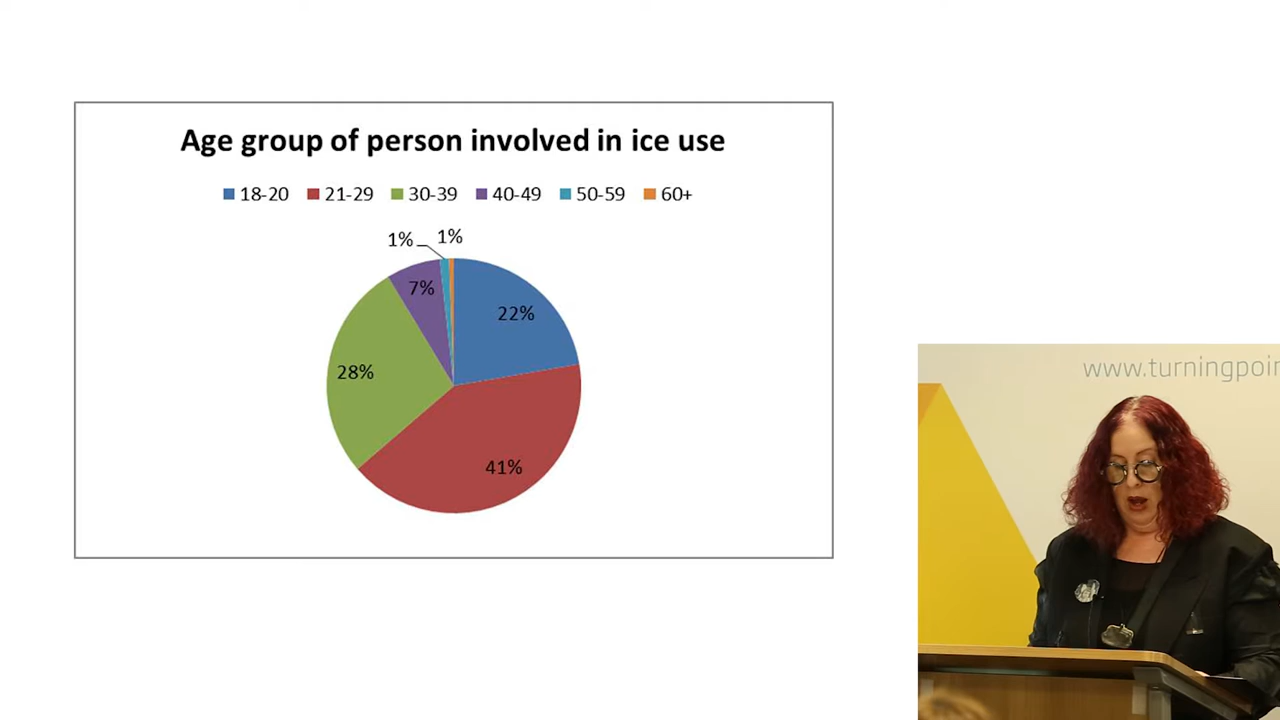 Age group of person involved in ice use
18-20 21-29 30-39 40-49 50-59 60+
1% 1%
7%
22%
28%
41%
www.turningpoi